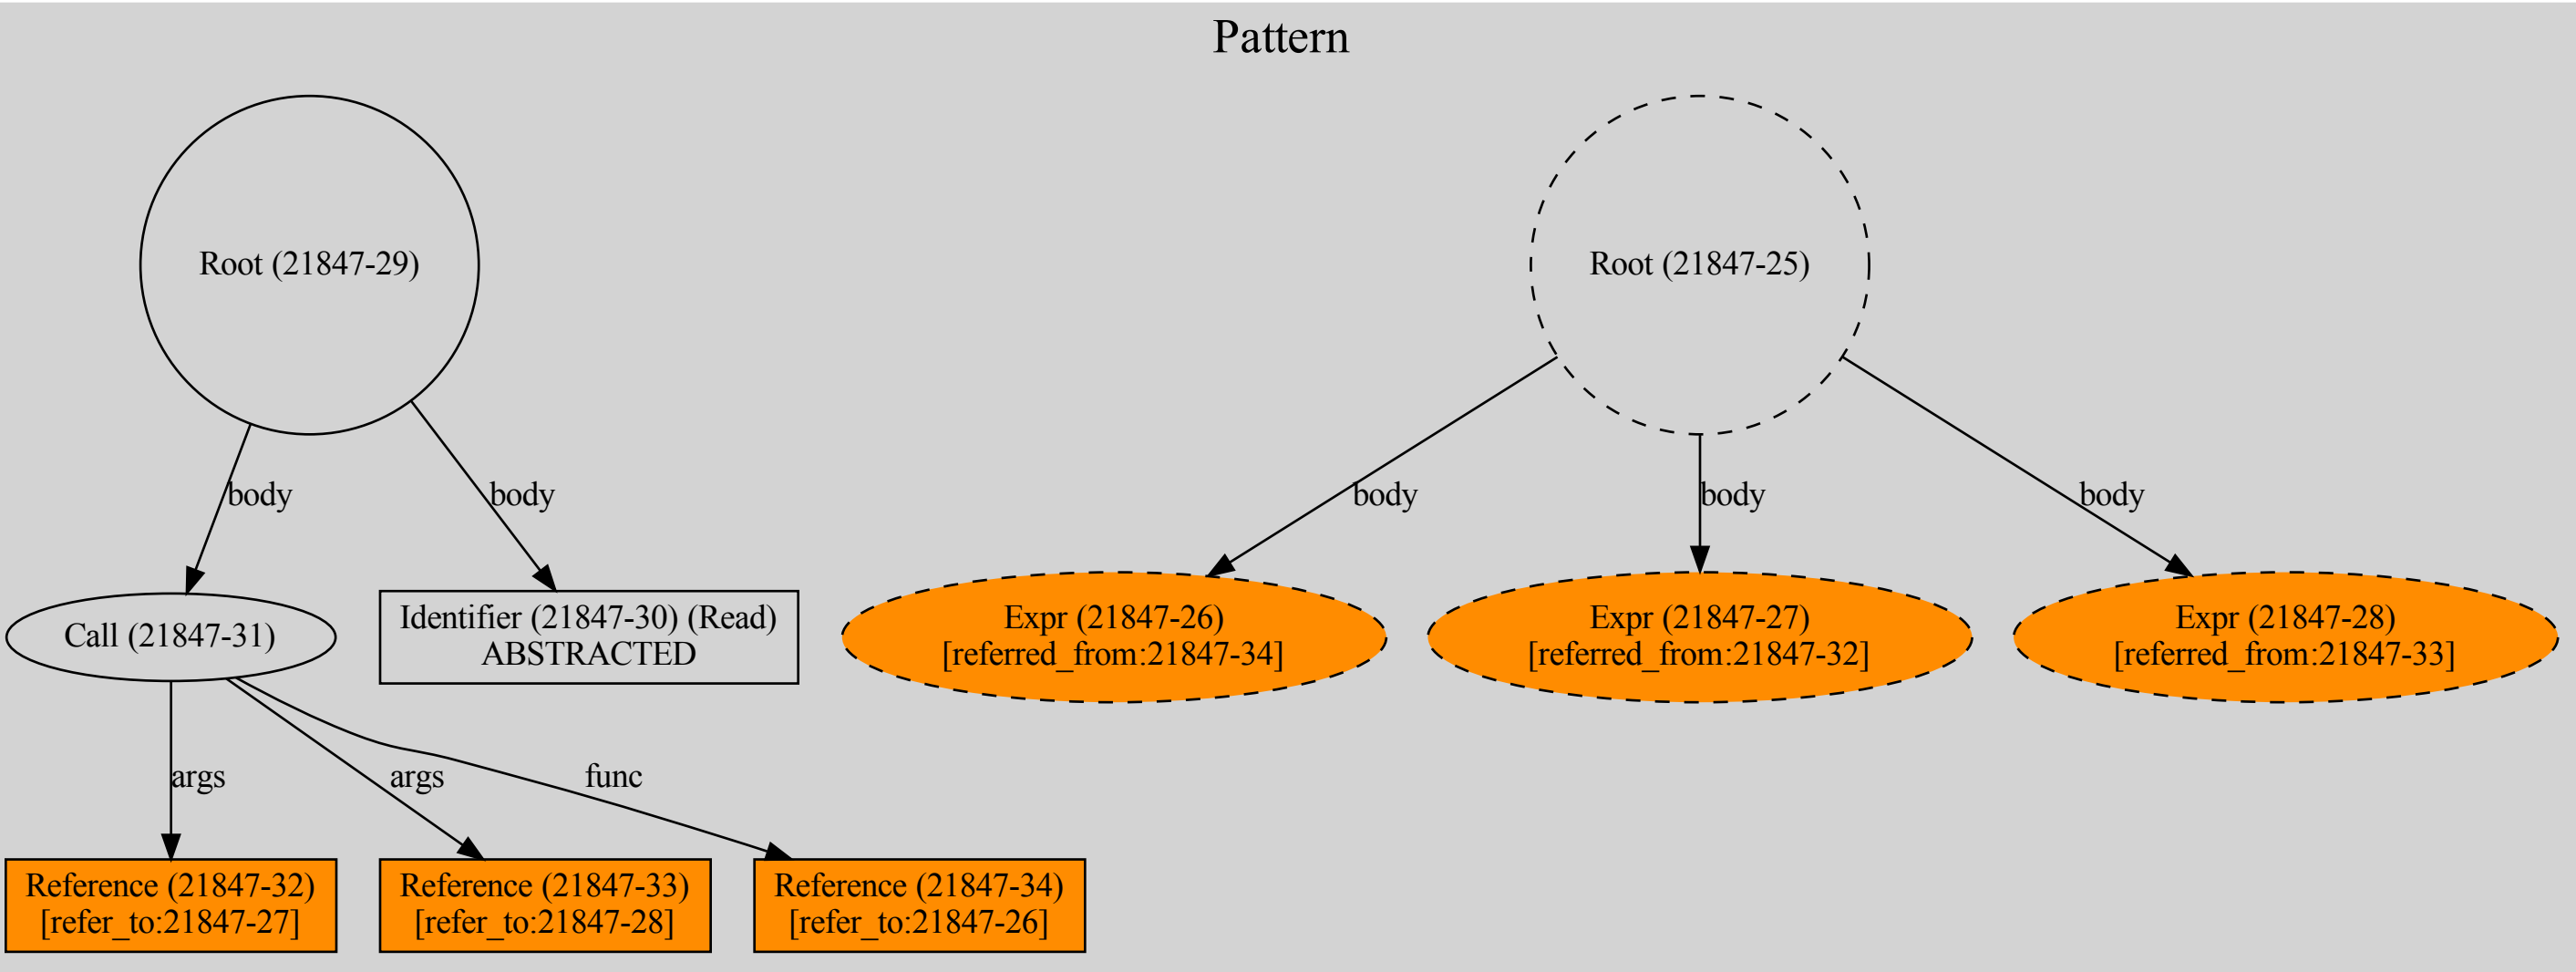 Pattern
Root (21847-29)
Root (21847-25)
body
body
body
body
body
Call (21847-31)
Identifier (21847-30) (Read)
ABSTRACTED
Expr (21847-26)
[referred_from:21847-34]
Expr (21847-27)
[referred_from:21847-32]
Expr (21847-28)
[referred_from:21847-33]
args
args
func
Reference (21847-32)
[refer_to:21847-27]
Reference (21847-33)
[refer_to:21847-28]
Reference (21847-34)
[refer_to:21847-26]